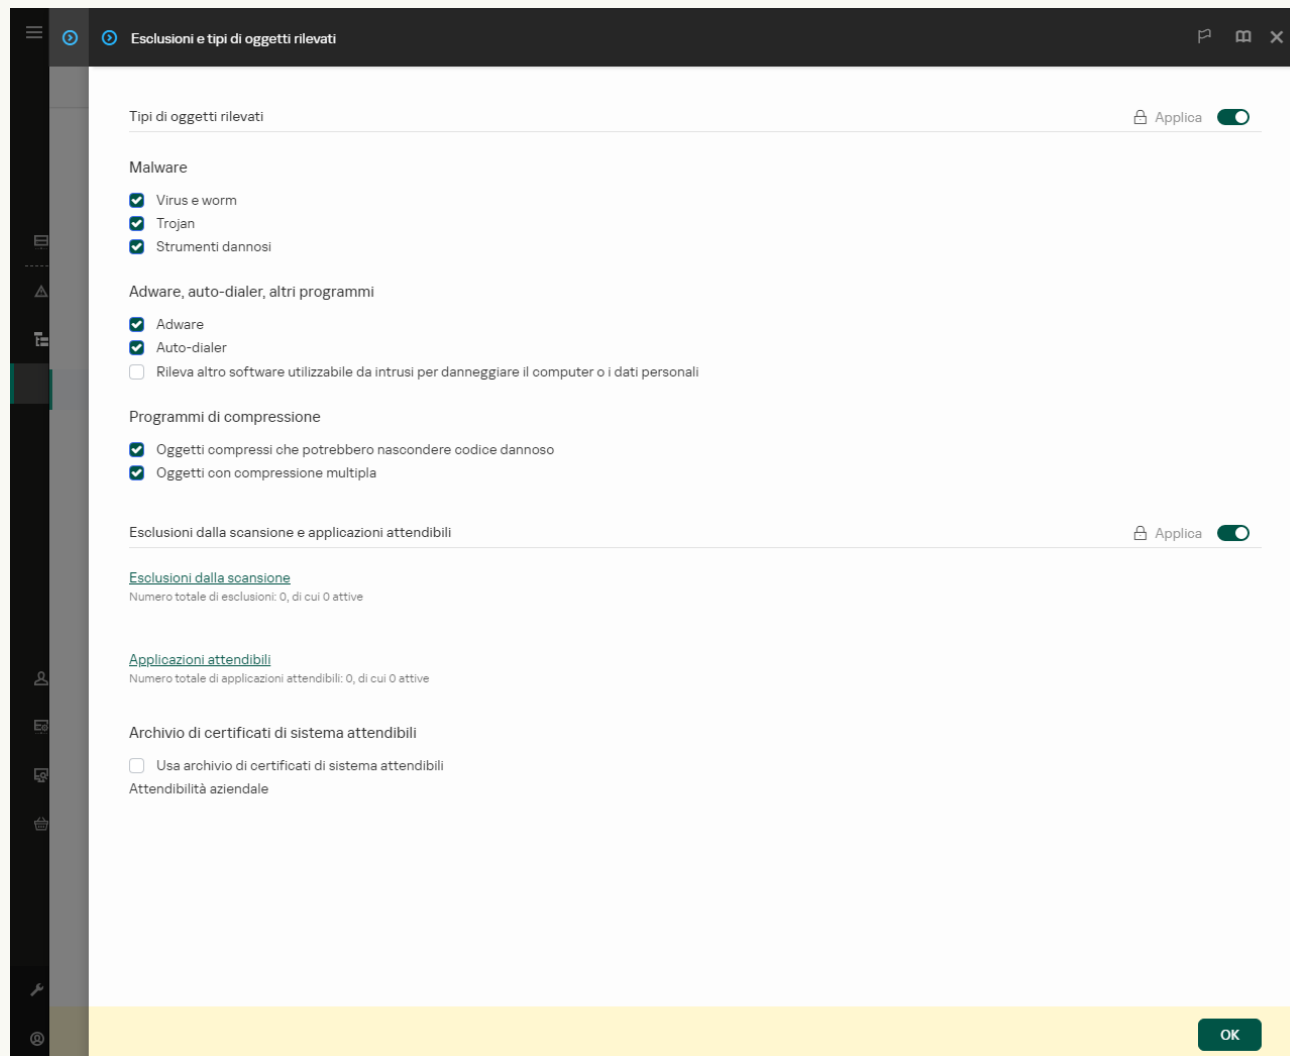 Esclusioni e tipi di oggetti rilevati
Tipi di oggetti rilevati
Applica
Malware
Virus e worm
Trojan
Strumenti dannosi
Adware, auto-dialer, altri programmi
Adware
Auto-dialer
Rileva altro software utilizzabile da intrusi per danneggiare il computer o i dati personali
Programmi di compressione
Oggetti compressi che potrebbero nascondere codice dannoso
Oggetti con compressione multipla
Esclusioni dalla scansione e applicazioni attendibili
Applica
Esclusioni dalla scansione
Numero totale di esclusioni: 0, di cui 0 attive
Applicazioni attendibili
Numero totale di applicazioni attendibili: 0, di cui 0 attive
Archivio di certificati di sistema attendibili
Usa archivio di certificati di sistema attendibili
Attendibilità aziendale
OK